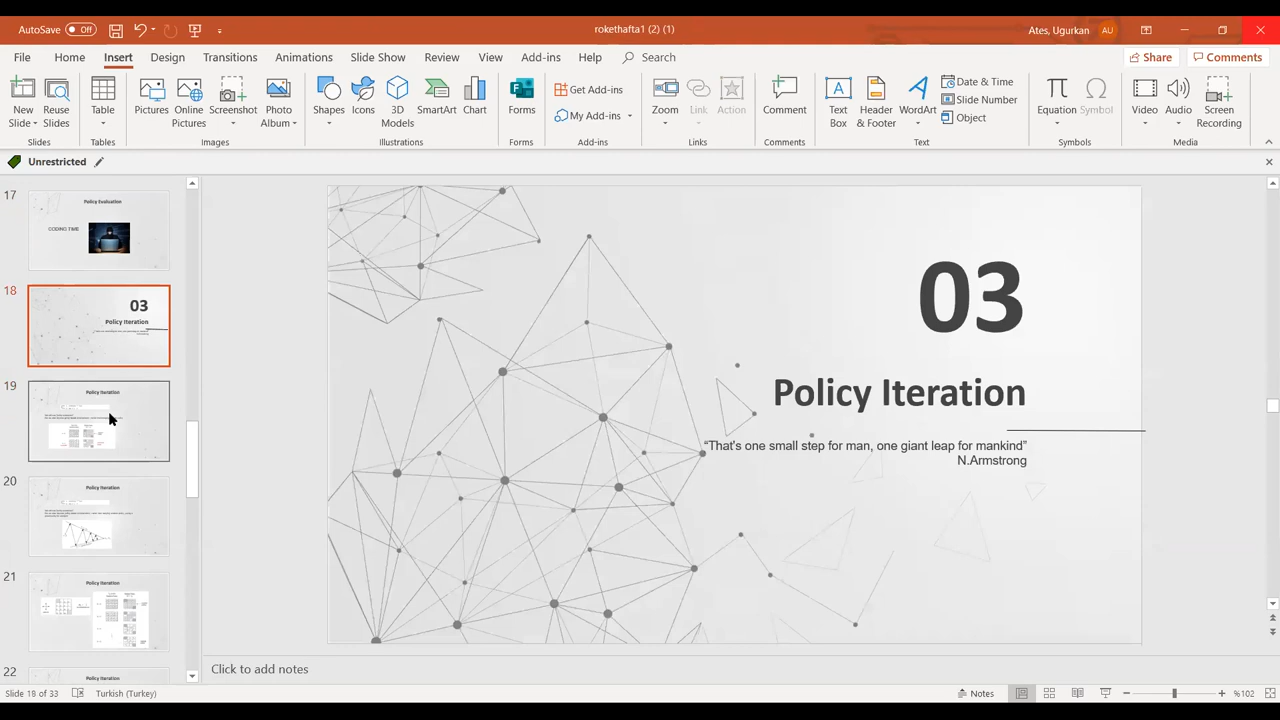 AutoSave Off
rokethafta1 (2) (1)
Ates, Ugurkan AU
File Home Insert Design Transitions Animations Slide Show Review View Add-ins Help Search Share Comments
New Slide
Reuse Slides
Table
Pictures
Online Pictures
Screenshot
Photo Album
Shapes
Icons
3D Models
SmartArt
Chart
Forms
Get Add-ins
My Add-ins
Zoom
Link
Action
Comment
Text Box
Header & Footer
WordArt
Date & Time
Slide Number
Object
Equation
Symbol
Video
Audio
Screen Recording
Slides Tables Images Illustrations Forms Add-ins Links Comments Text Symbols Media
Unrestricted
17
Policy Evaluation
CODING TIME
18
03
Policy Iteration
19
Policy Iteration
20
Policy Iteration
21
Policy Iteration
22
Policy Iteration
03
Policy Iteration
“That's one small step for man, one giant leap for mankind”
N.Armstrong
Click to add notes
Slide 18 of 33 Turkish (Turkey) Notes %102